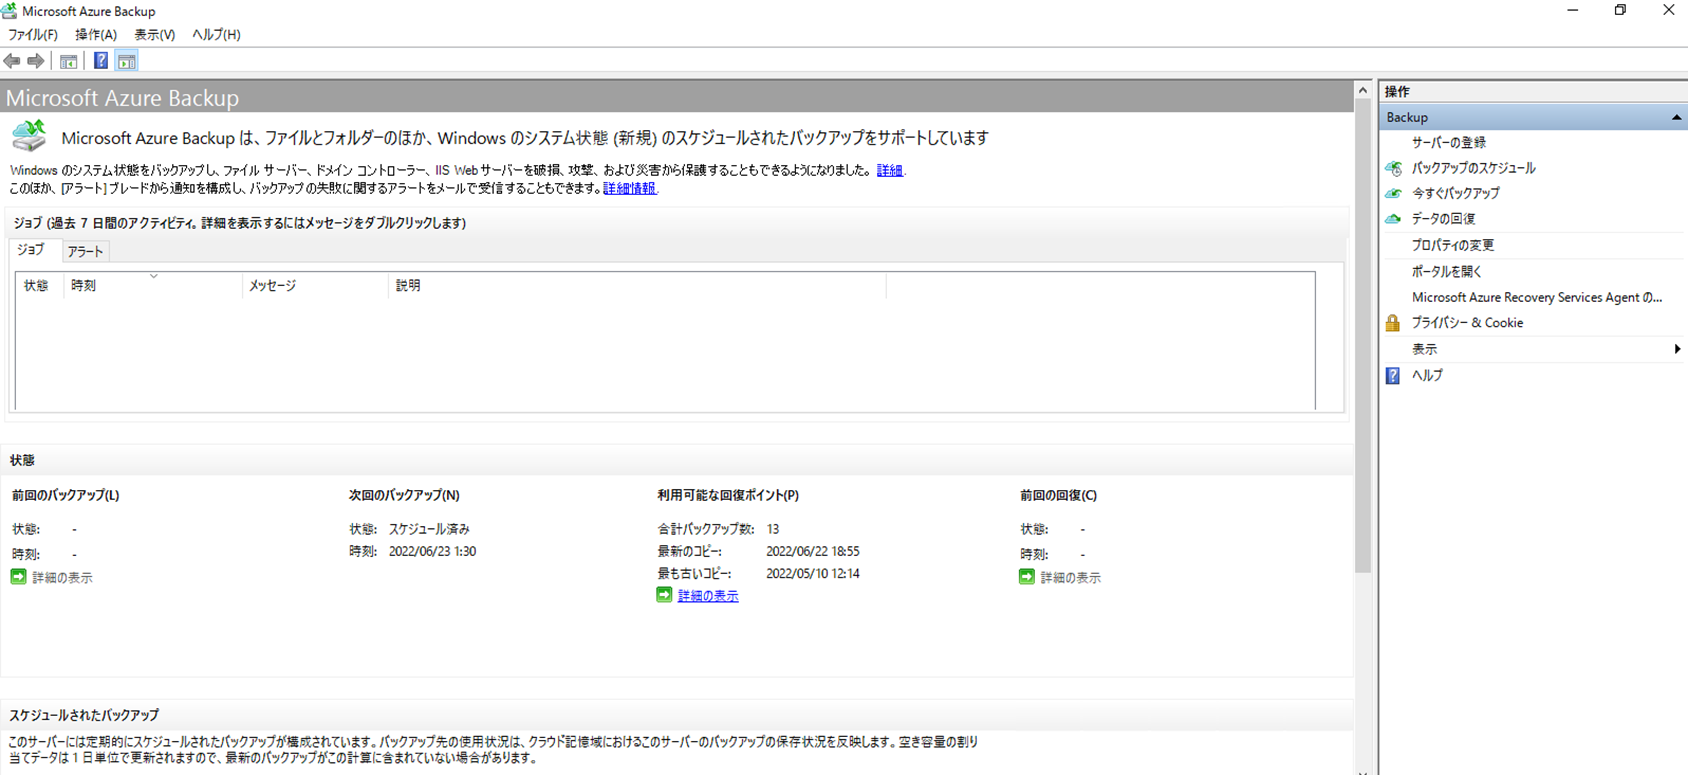 Microsoft Azure Backup
ファイル(F) 操作(A) 表示(V) ヘルプ(H)
Microsoft Azure Backup
Microsoft Azure Backup は、ファイルとフォルダーのほか、Windows のシステム状態 (新規) のスケジュールされたバックアップをサポートしています
Windows のシステム状態をバックアップし、ファイル サーバー、ドメイン コントローラー、IIS Web サーバーを破損、攻撃、および災害から保護することもできるようになりました。 詳細.
このほか、[アラート] ブレードから通知を構成し、バックアップの失敗に関するアラートをメールで受信することもできます。詳細情報.
ジョブ (過去 7 日間のアクティビティ。詳細を表示するにはメッセージをダブルクリックします)
ジョブ アラート
状態 時刻 メッセージ 説明
状態
前回のバックアップ(L)
状態: -
時刻: -
詳細の表示
次回のバックアップ(N)
状態: スケジュール済み
時刻: 2022/06/23 1:30
利用可能な回復ポイント(P)
合計バックアップ数: 13
最新のコピー: 2022/06/22 18:55
最も古いコピー: 2022/05/10 12:14
詳細の表示
前回の回復(C)
状態: -
時刻: -
詳細の表示
スケジュールされたバックアップ
このサーバーには定期的にスケジュールされたバックアップが構成されています。バックアップ先の使用状況は、クラウド記憶域におけるこのサーバーのバックアップの保存状況を反映します。空き容量の割り
当てデータは 1 日単位で更新されますので、最新のバックアップがこの計算に含まれていない場合があります。
操作
Backup
サーバーの登録
バックアップのスケジュール
今すぐバックアップ
データの回復
プロパティの変更
ポータルを開く
Microsoft Azure Recovery Services Agent の...
プライバシー & Cookie
表示
ヘルプ